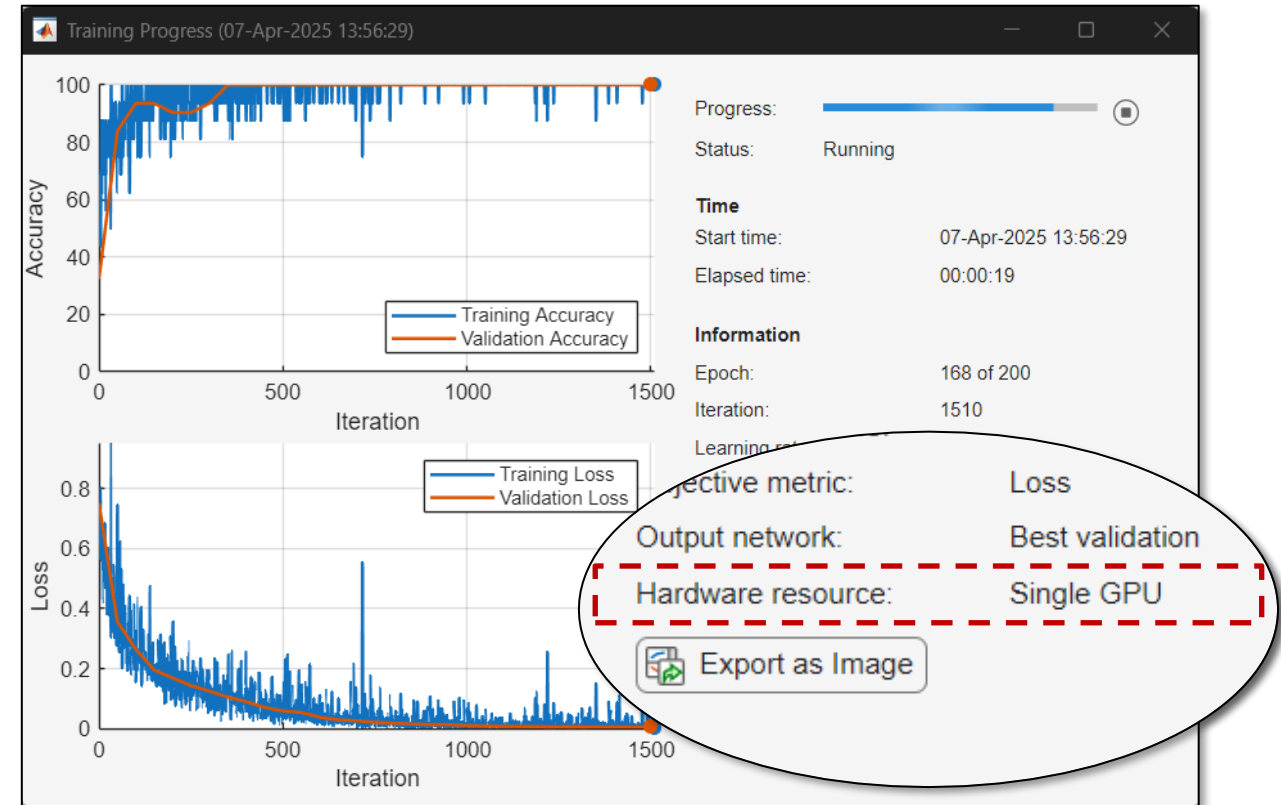 Training Progress (07-Apr-2025 13:56:29)
100
80
60
40
20
0
Accuracy
0 500 1000 1500
Iteration
Training Accuracy
Validation Accuracy
0.8
0.6
0.4
0.2
0
Loss
0 500 1000 1500
Iteration
Training Loss
Validation Loss
Progress:
Status: Running
Time
Start time: 07-Apr-2025 13:56:29
Elapsed time: 00:00:19
Information
Epoch: 168 of 200
Iteration: 1510
Learning
metric: Loss
Output network: Best validation
Hardware resource: Single GPU
Export as Image